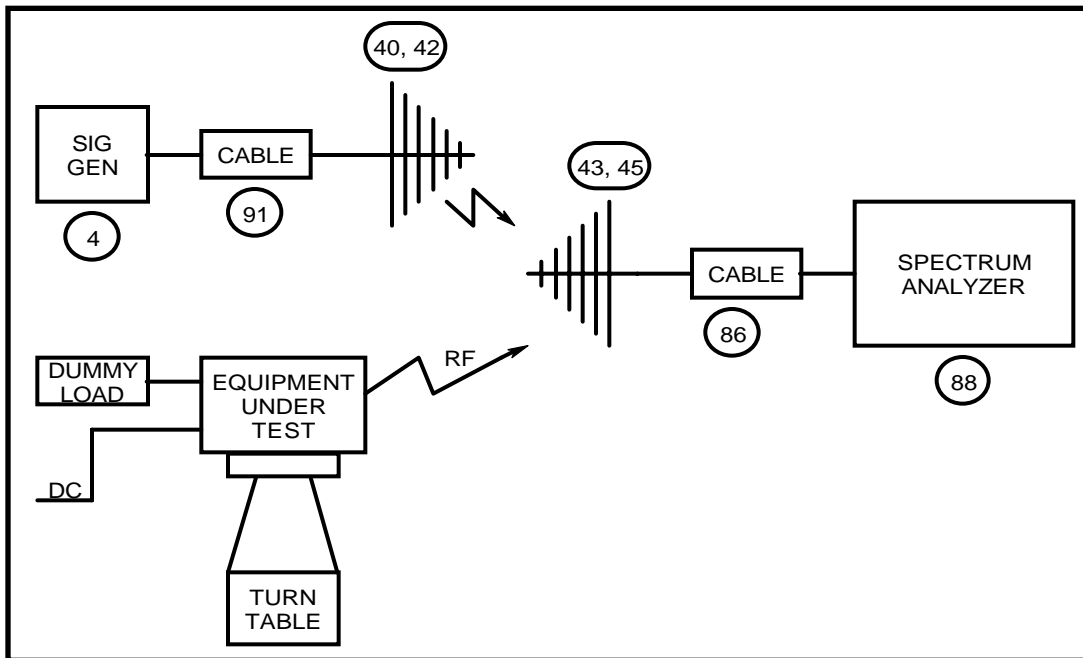 40, 42
SIG
GEN
CABLE
4
91
43, 45
CABLE
SPECTRUM
ANALYZER
86
88
DUMMY
LOAD
EQUIPMENT
UNDER
TEST
RF
DC
TURN
TABLE